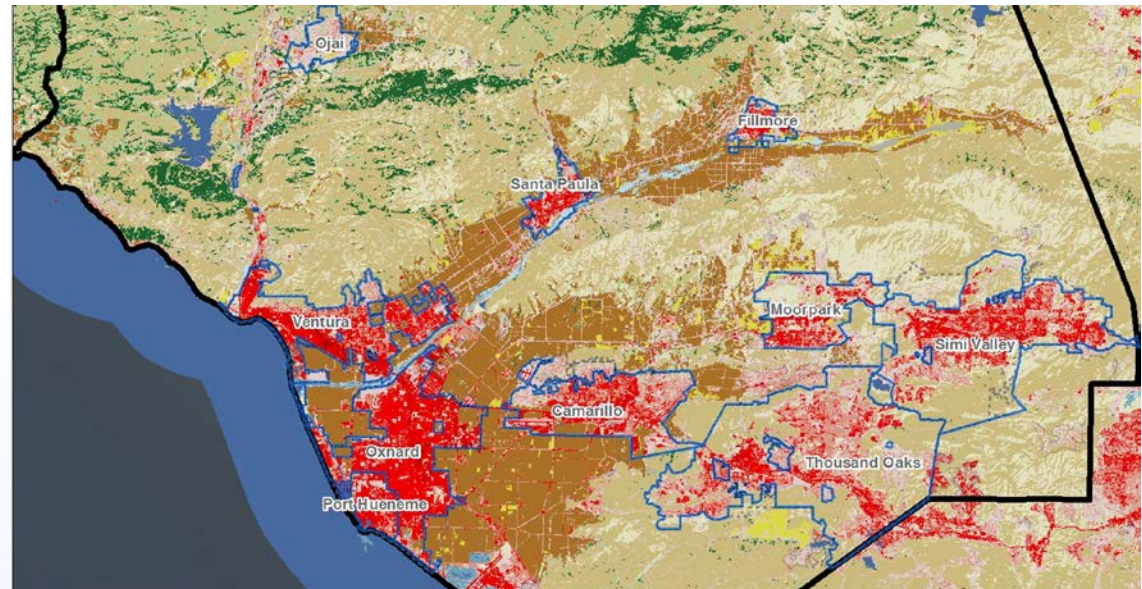 Ojai
Fillmore
Santa Paula
Moorpark
Ventura
Simi Valley
Camarillo
Oxnard
Thousand Oaks
Port Hueneme